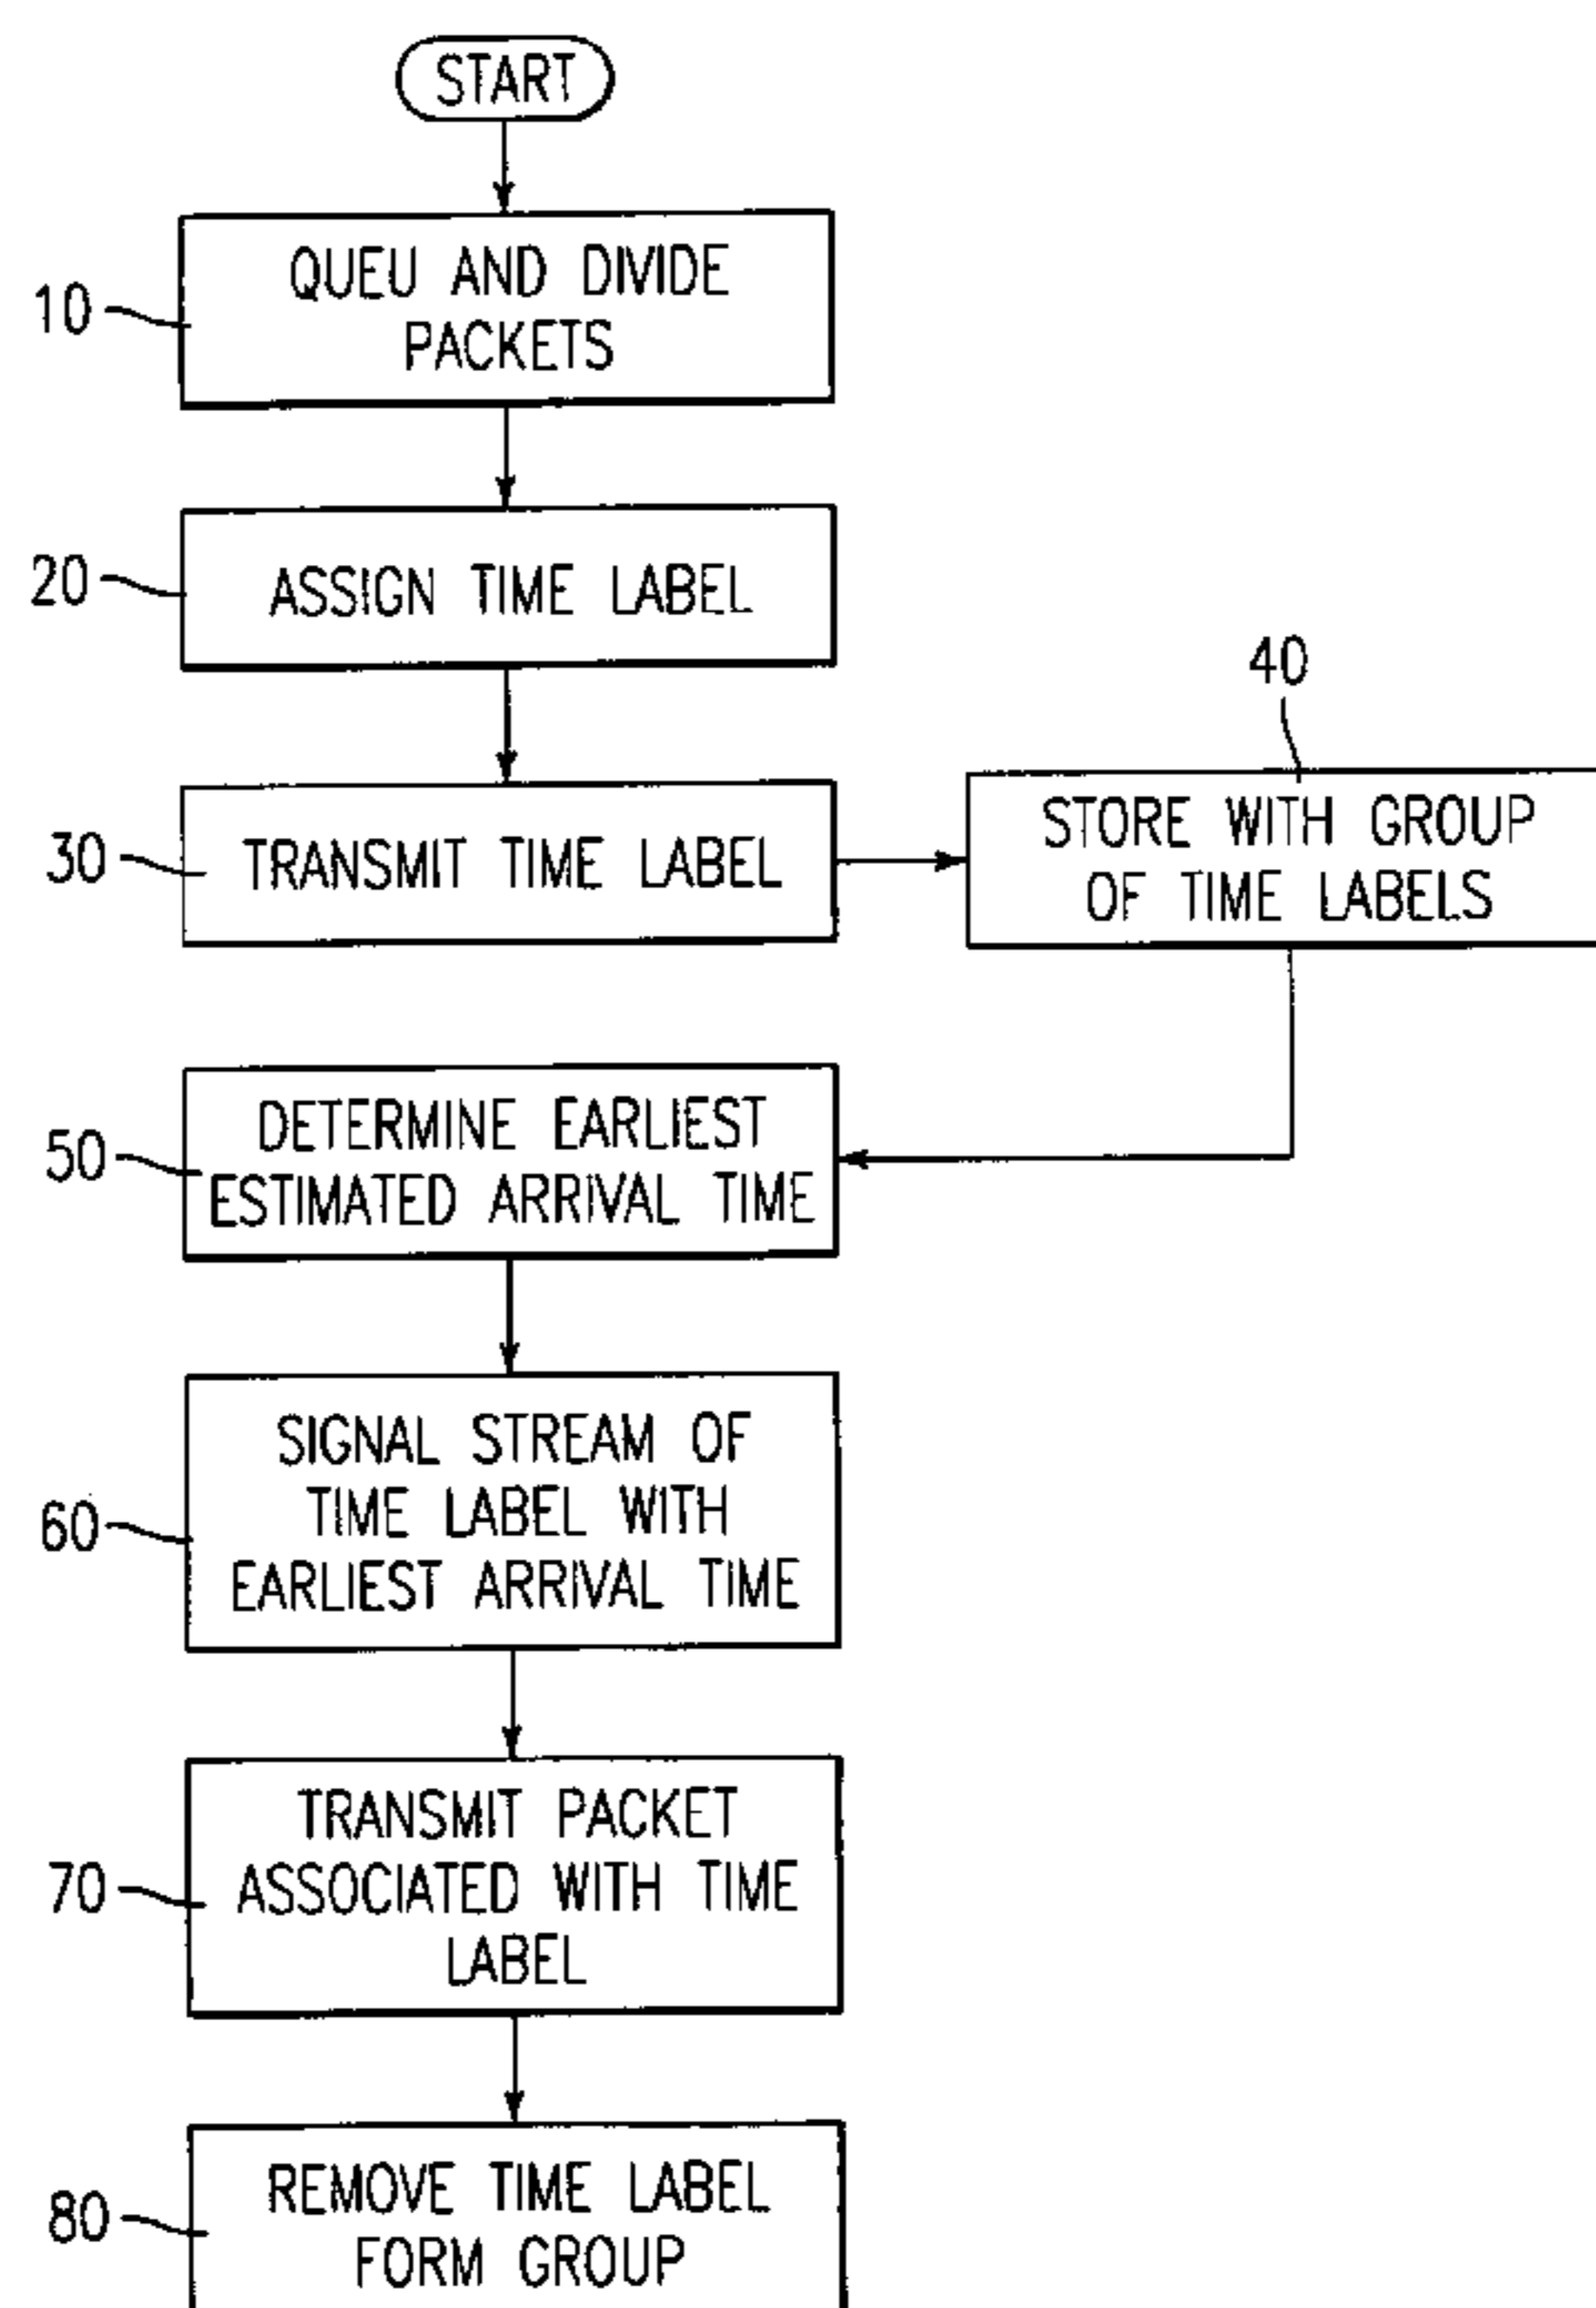 START
10
QUEU AND DIVIDE
PACKETS
20
ASSIGN TIME LABEL
30
TRANSMIT TIME LABEL
40
STORE WITH GROUP
OF TIME LABELS
50
DETERMINE EARLIEST
ESTIMATED ARRIVAL TIME
60
SIGNAL STREAM OF
TIME LABEL WITH
EARLIEST ARRIVAL TIME
70
TRANSMIT PACKET
ASSOCIATED WITH TIME
LABEL
80
REMOVE TIME LABEL
FORM GROUP